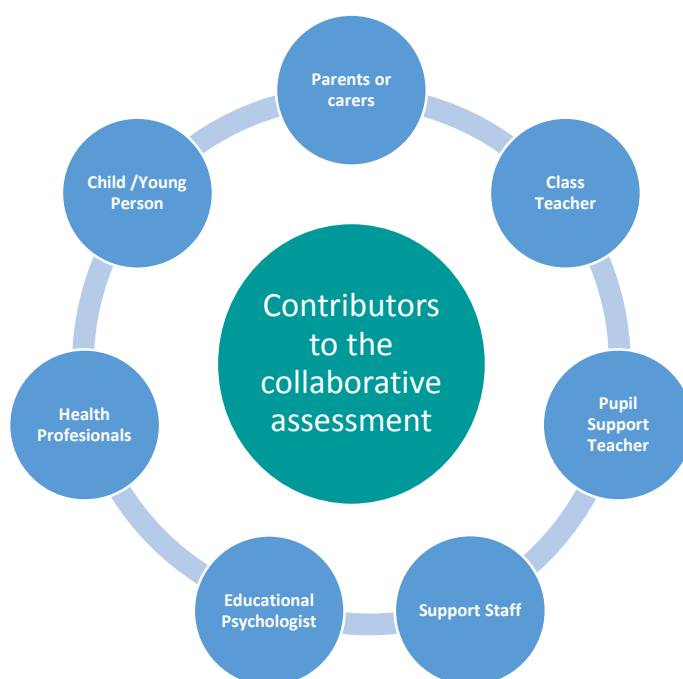 Parents or
carers
Class
Teacher
Pupil
Support
Teacher
Support Staff
Educational
Psychologist
Health
Profesionals
Child /Young
Person
Contributors
to the
collaborative
assessment